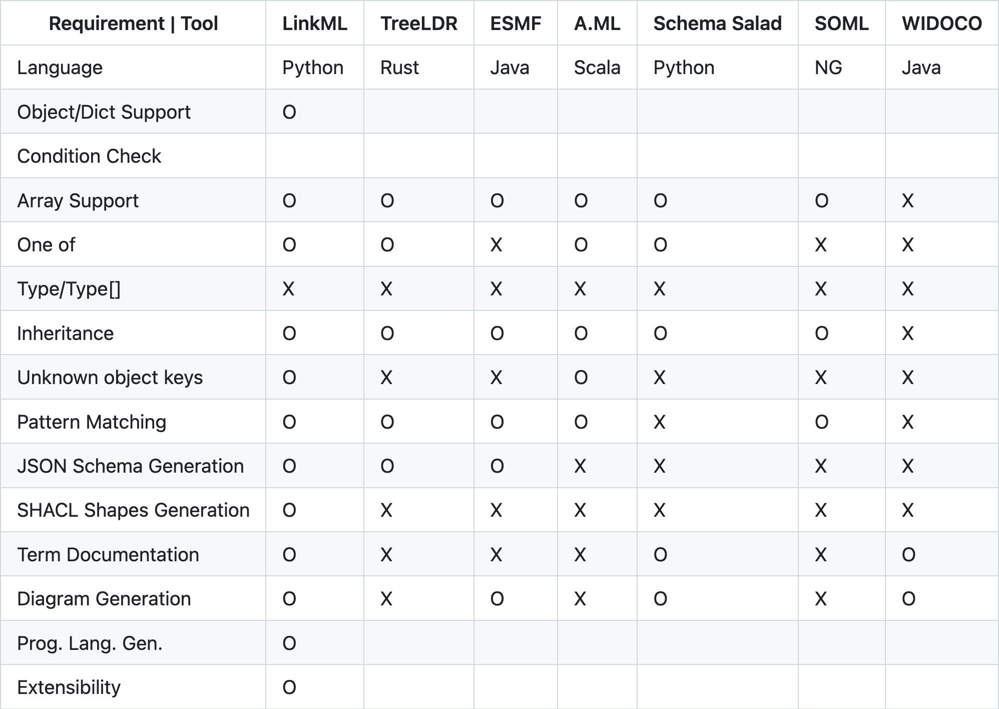 Requirement | Tool LinkML TreeLDR ESMF A.ML Schema Salad SOML WIDOCO
Language Python Rust Java Scala Python NG Java
Object/Dict Support O
Condition Check
Array Support O O O O O O X
One of O O X O O X X
Type/Type[] X X X X X X X
Inheritance O O O O O O X
Unknown object keys O X X O X X X
Pattern Matching O O O O X O X
JSON Schema Generation O O O X X X X
SHACL Shapes Generation O X X X X X X
Term Documentation O X X X O X O
Diagram Generation O X O X O X O
Prog. Lang. Gen. O
Extensibility O